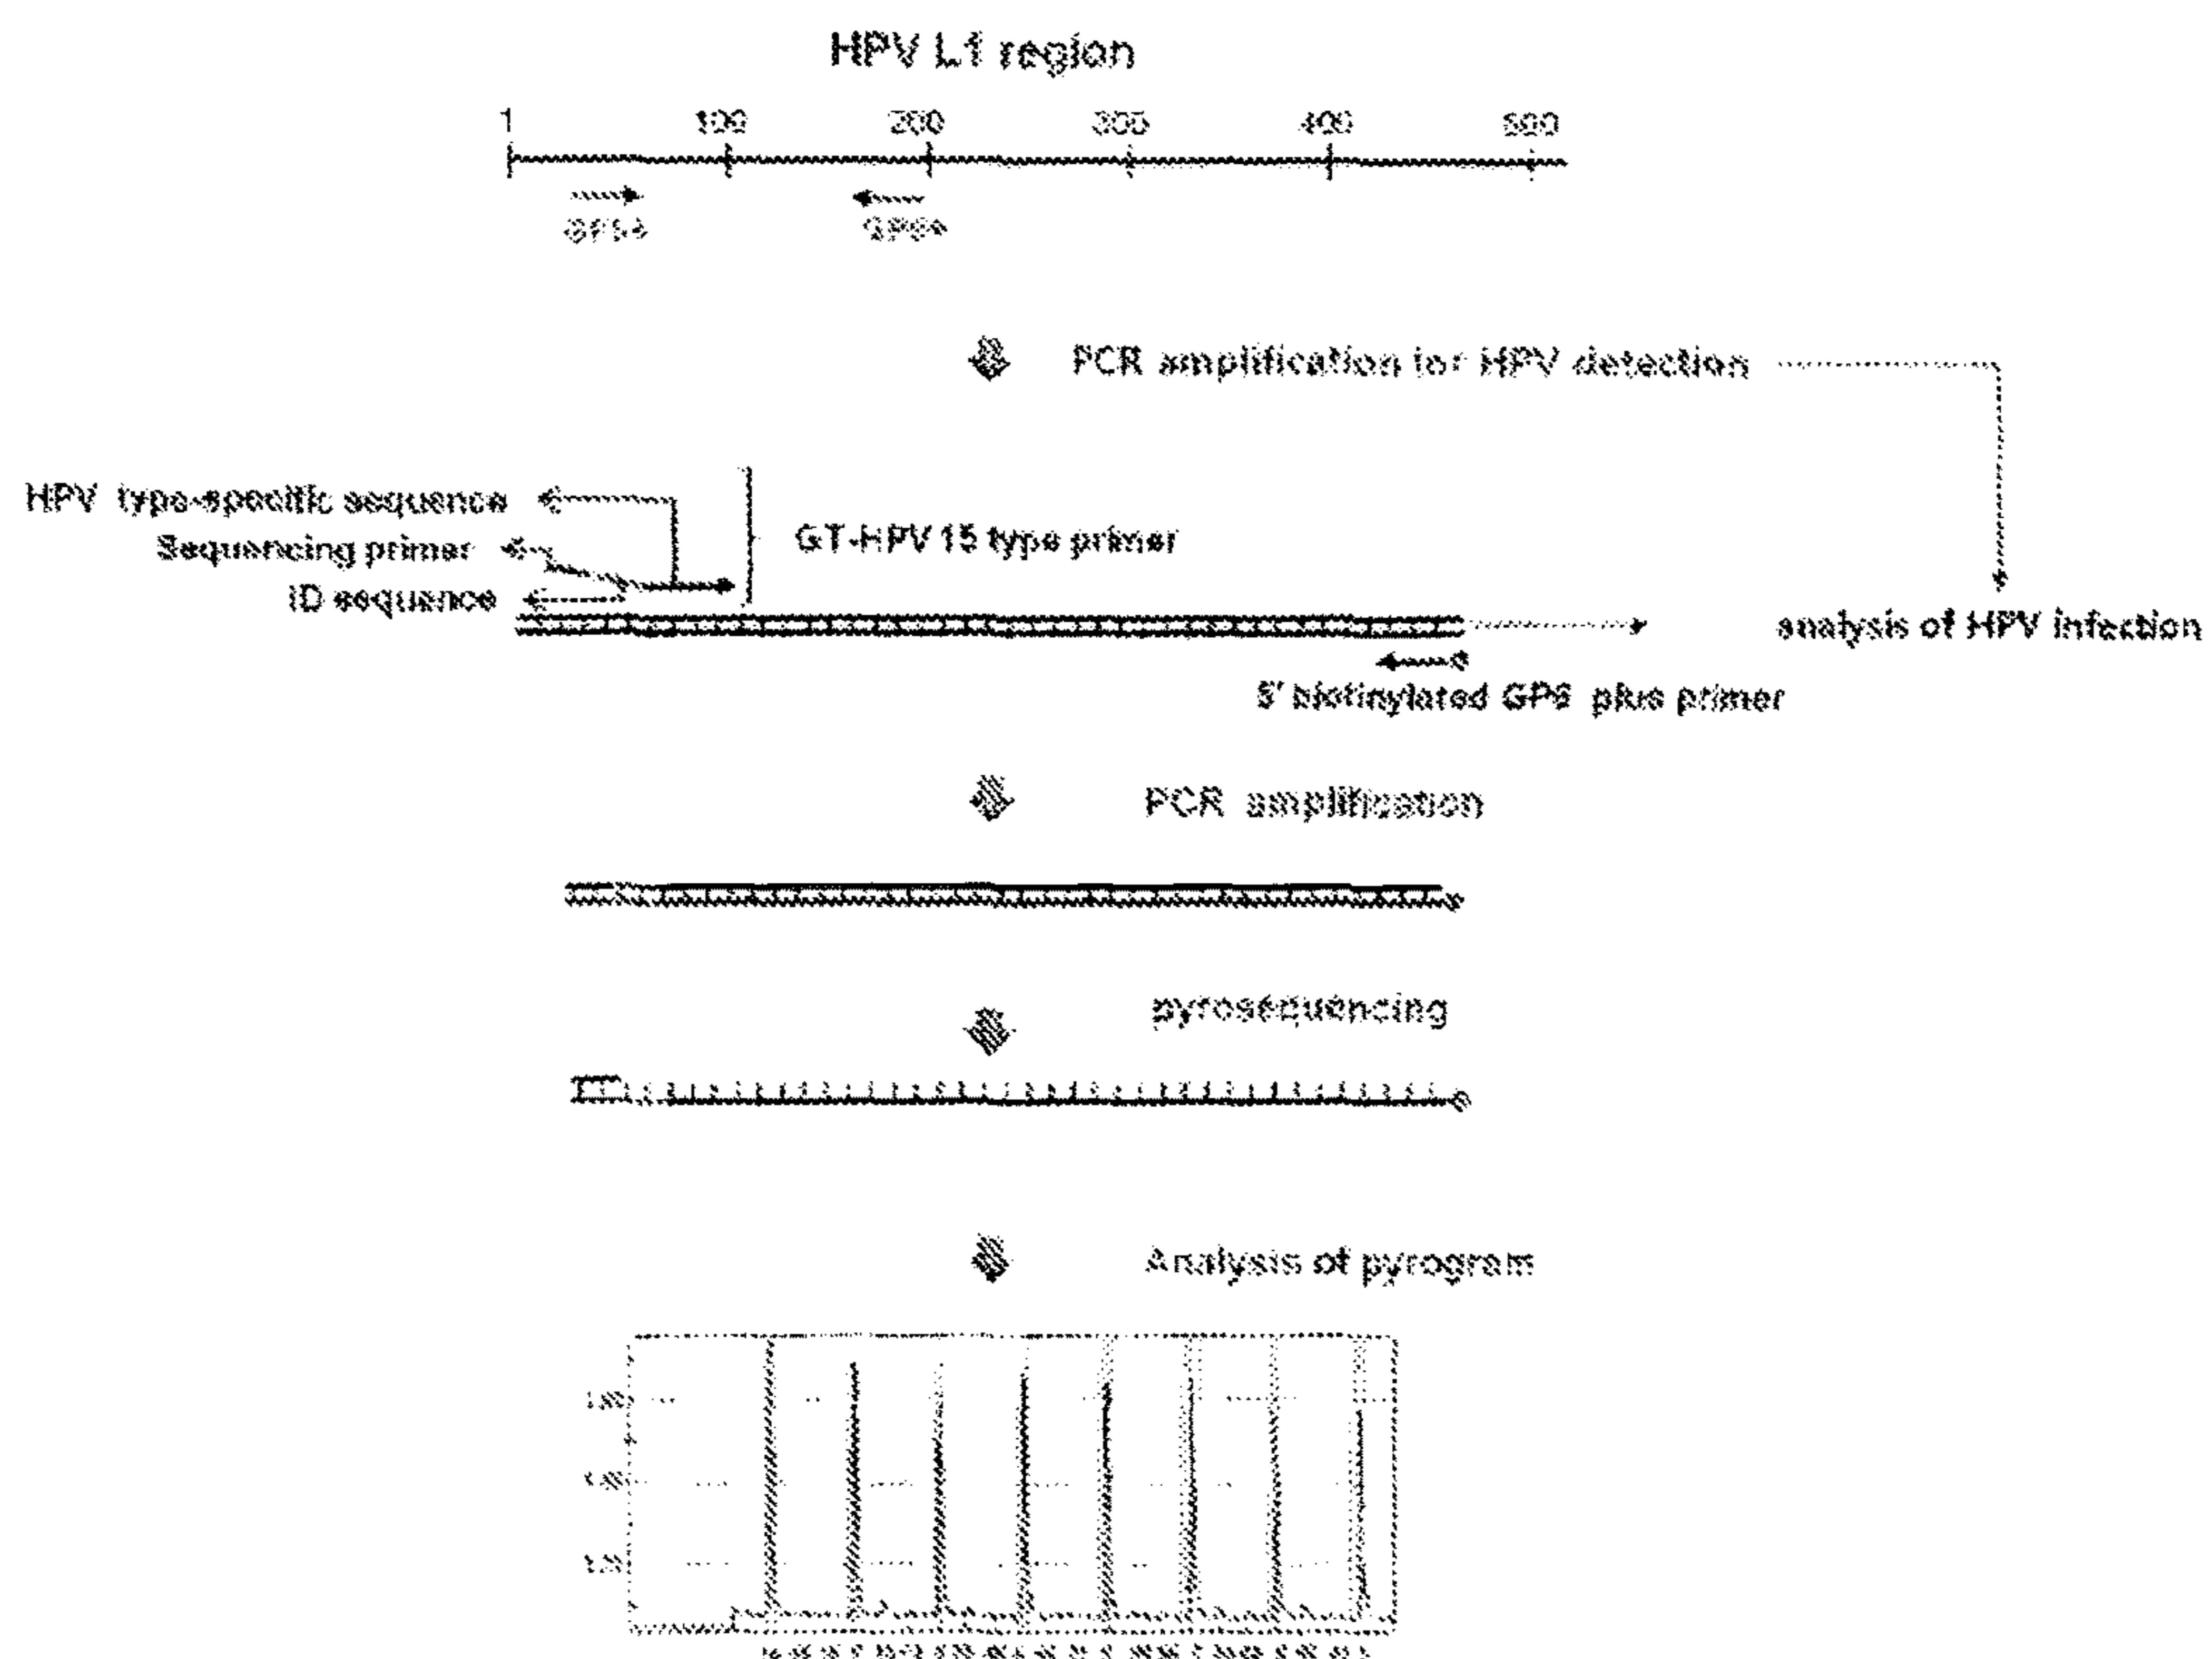 HPV L1 region
1 100 200 300 400 500
PCR amplification for HPV detection
HPV type-specific sequence
Sequencing primer
ID sequence
GT-HPV 15 type primer
analysis of HPV infection
5' biotinylated GP6 plus primer
PCR amplification
pyrosequencing
Analysis of pyrogram